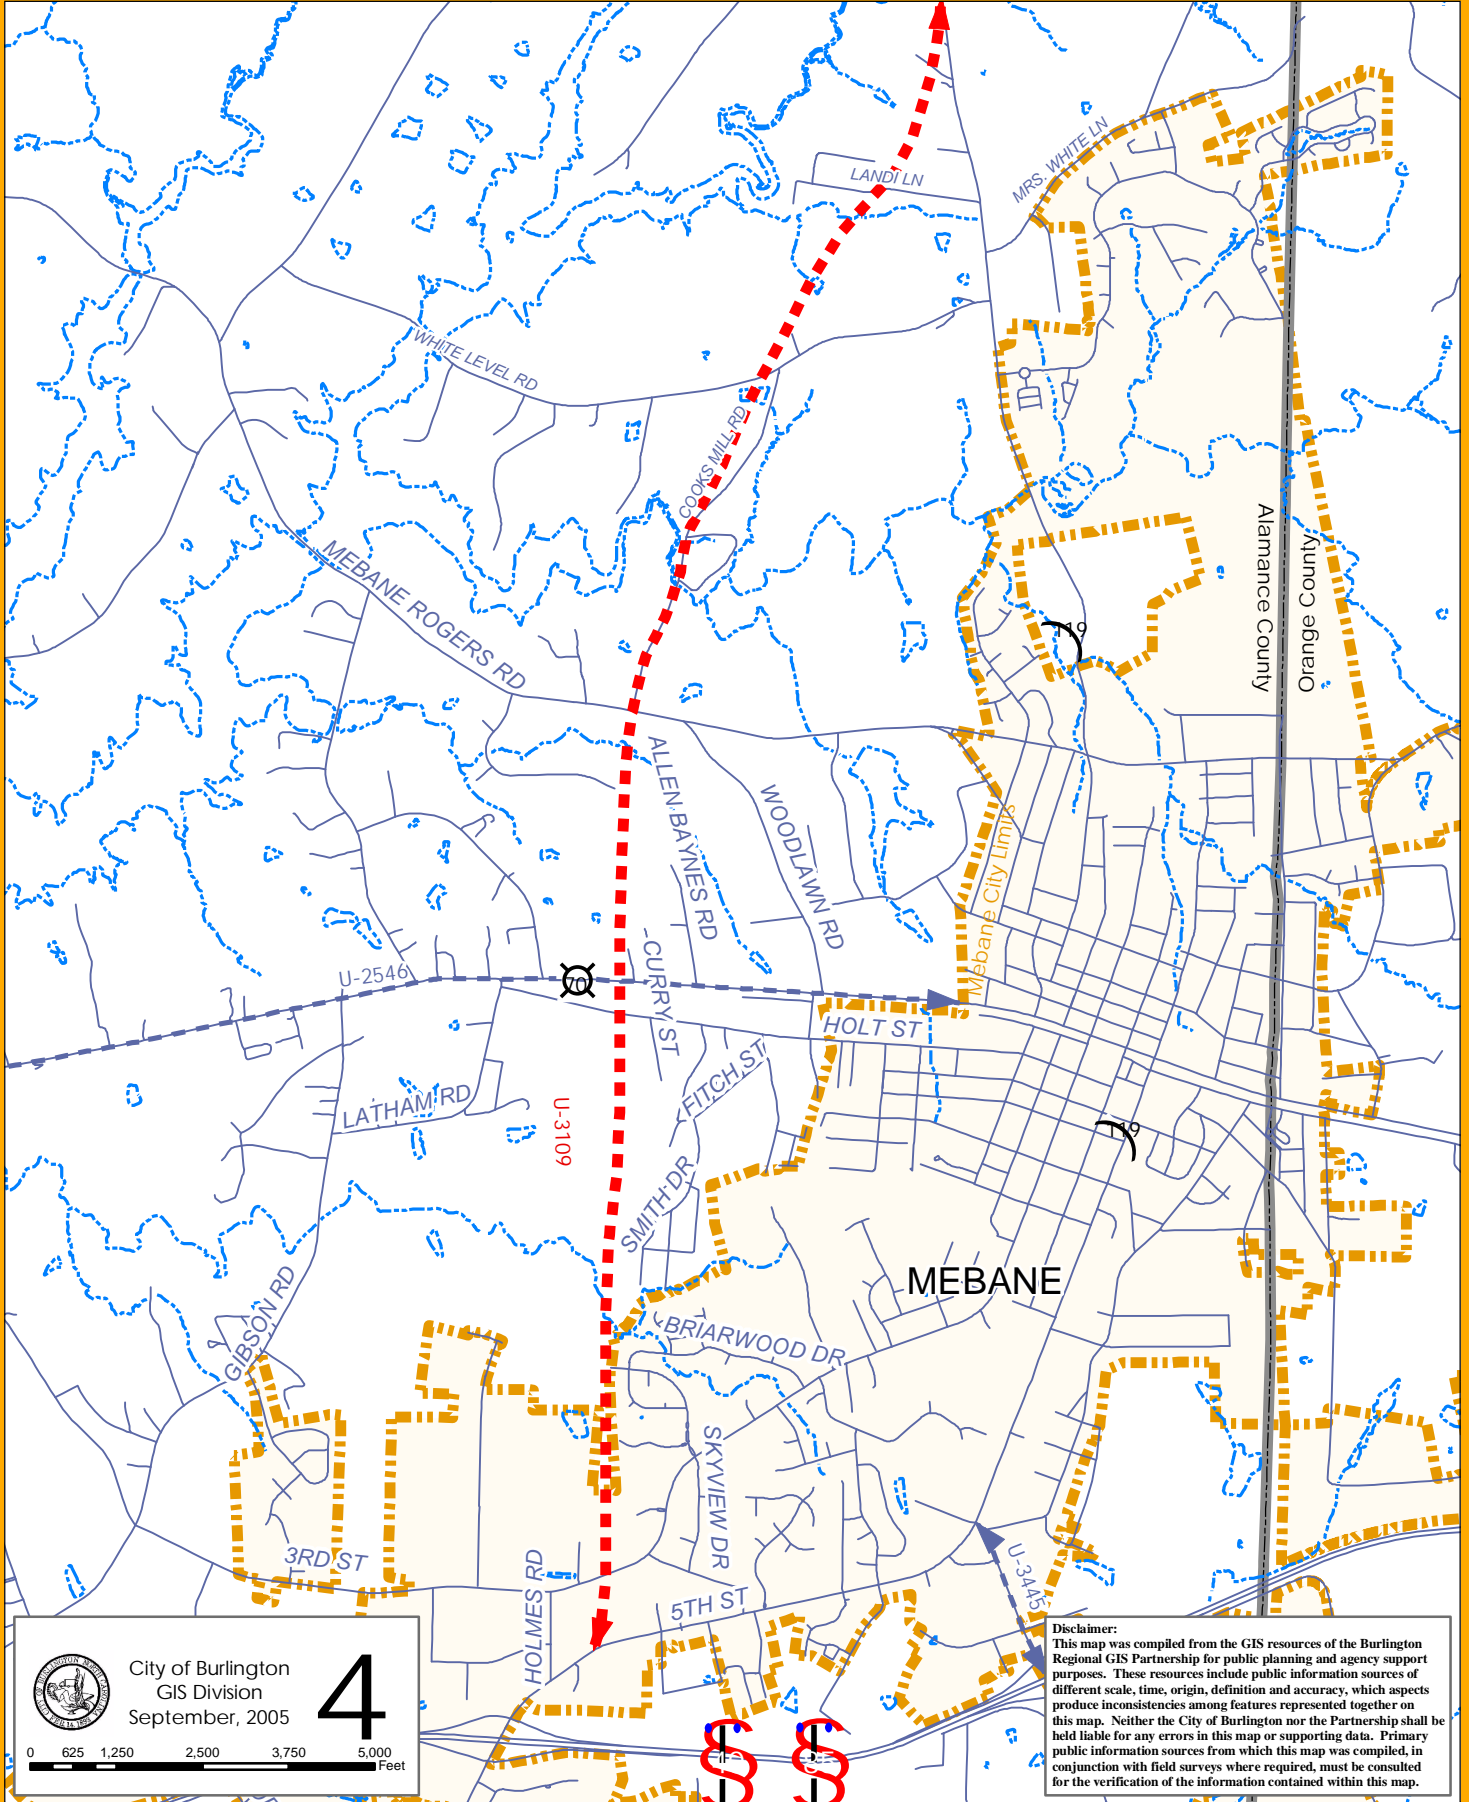 LANDI LN
MRS. WHITE LN
WHITE LEVEL RD
COOKS MILL RD
MEBANE ROGERS RD
Alamance County
Orange County
119
ALLEN BAYNES RD
WOODLAWN RD
Mebane City Limits
U-2546
70
CURRY ST
HOLT ST
FITCH ST
LATHAM RD
U-3109
119
SMITH DR
MEBANE
GIBSON RD
BRIARWOOD DR
SKYVIEW DR
3RD ST
HOLMES RD
5TH ST
U-3445
City of Burlington
GIS Division
September, 2005
4
0 625 1,250 2,500 3,750 5,000
Feet
Disclaimer:
This map was compiled from the GIS resources of the Burlington
Regional GIS Partnership for public planning and agency support
purposes. These resources include public information sources of
different scale, time, origin, definition and accuracy, which aspects
produce inconsistencies among features represented together on
this map. Neither the City of Burlington nor the Partnership shall be
held liable for any errors in this map or supporting data. Primary
public information sources from which this map was compiled, in
conjunction with field surveys where required, must be consulted
for the verification of the information contained within this map.